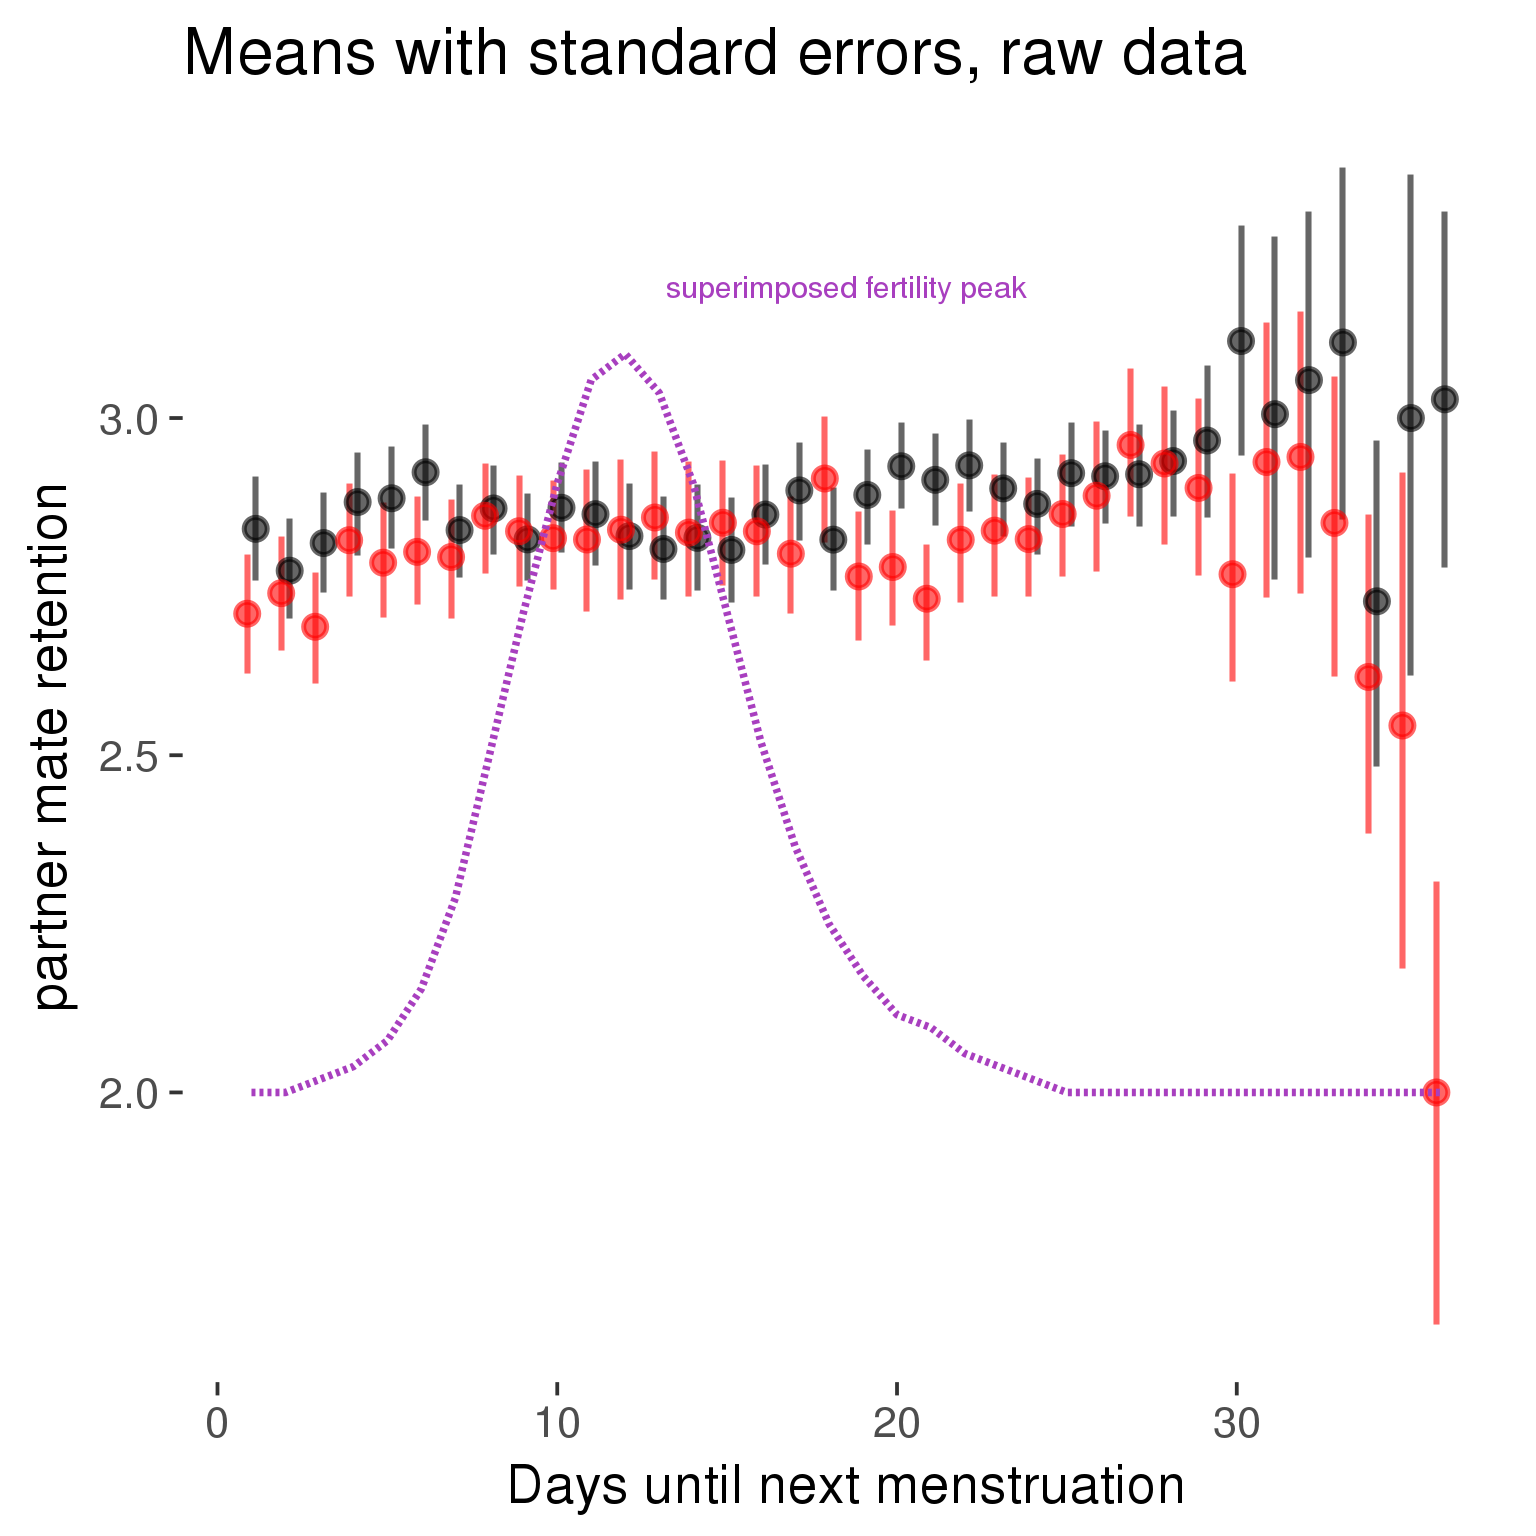 Means with standard errors, raw data
superimposed fertility peak
partner mate retention
3.0
2.5
2.0
0
10
20
30
Days until next menstruation